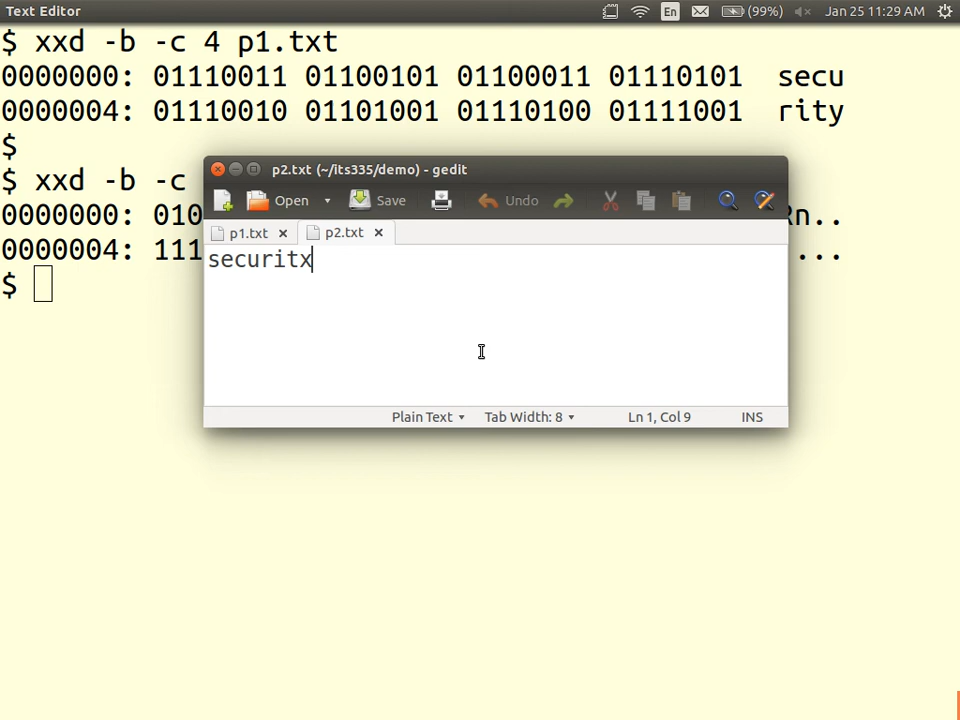 Text Editor En (99%) Jan 25 11:29 AM
$ xxd -b -c 4 p1.txt
0000000: 01110011 01100101 01100011 01110101 secu
0000004: 01110010 01101001 01110100 01111001 rity
$
$ xxd -b -c
0000000: 010 Rn..
0000004: 111 ...
$
p2.txt (~/its335/demo) - gedit
Open Save Undo
p1.txt p2.txt
securitx
Plain Text Tab Width: 8 Ln 1, Col 9 INS